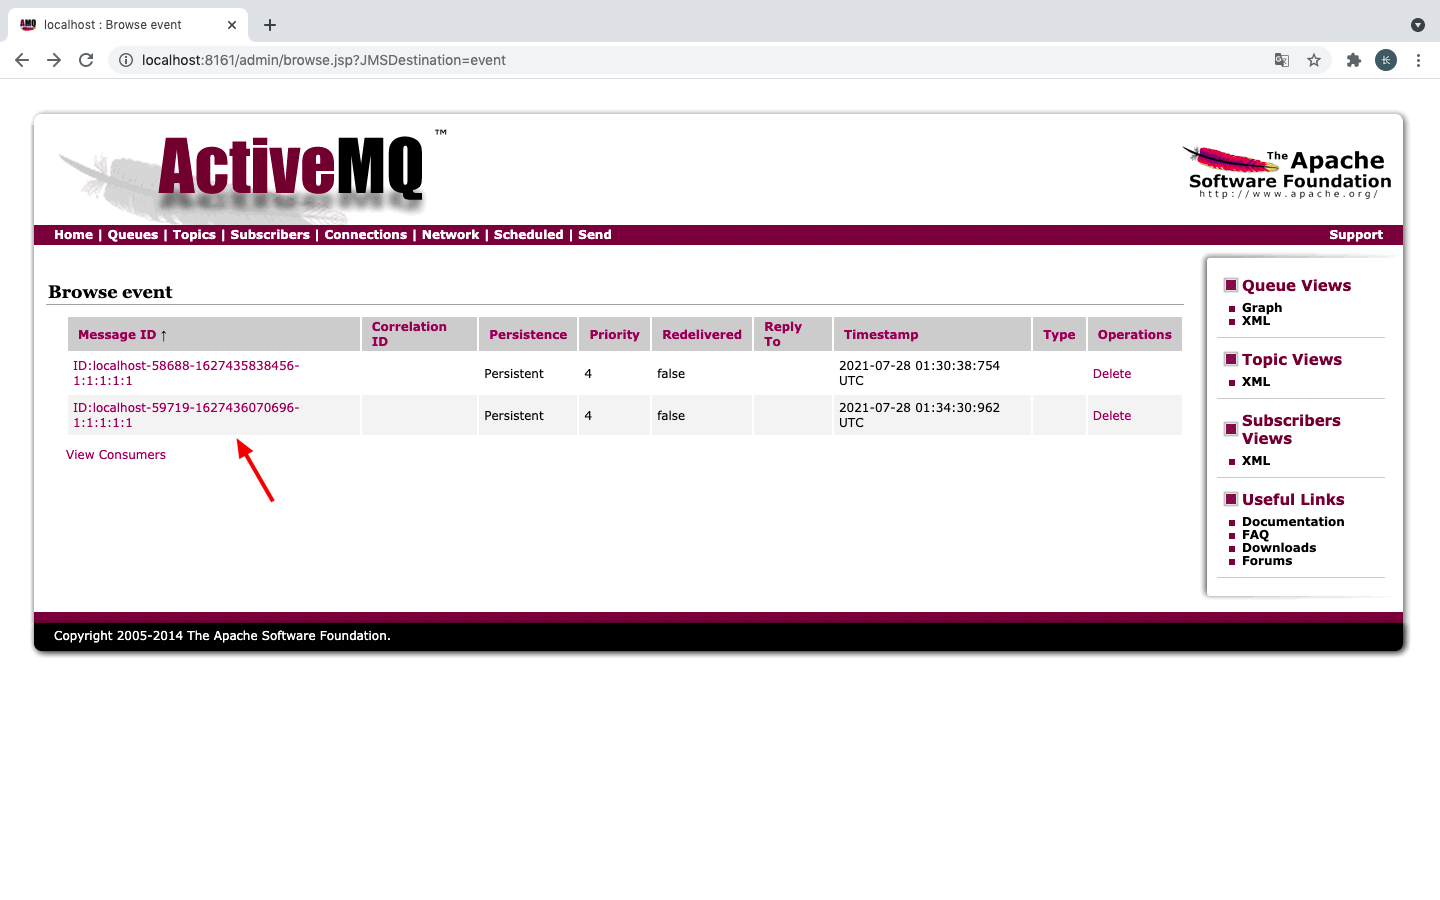 localhost : Browse event
localhost:8161/admin/browse.jsp?JMSDestination=event
长
ActiveMQ™
The Apache
Software Foundation
http://www.apache.org/
Home | Queues | Topics | Subscribers | Connections | Network | Scheduled | Send
Support
Browse event
Message ID ↑ Correlation ID Persistence Priority Redelivered Reply To Timestamp Type Operations
ID:localhost-58688-1627435838456-
1:1:1:1:1
Persistent 4 false 2021-07-28 01:30:38:754
UTC
Delete
ID:localhost-59719-1627436070696-
1:1:1:1:1
Persistent 4 false 2021-07-28 01:34:30:962
UTC
Delete
View Consumers
Queue Views
Graph
XML
Topic Views
XML
Subscribers
Views
XML
Useful Links
Documentation
FAQ
Downloads
Forums
Copyright 2005-2014 The Apache Software Foundation.